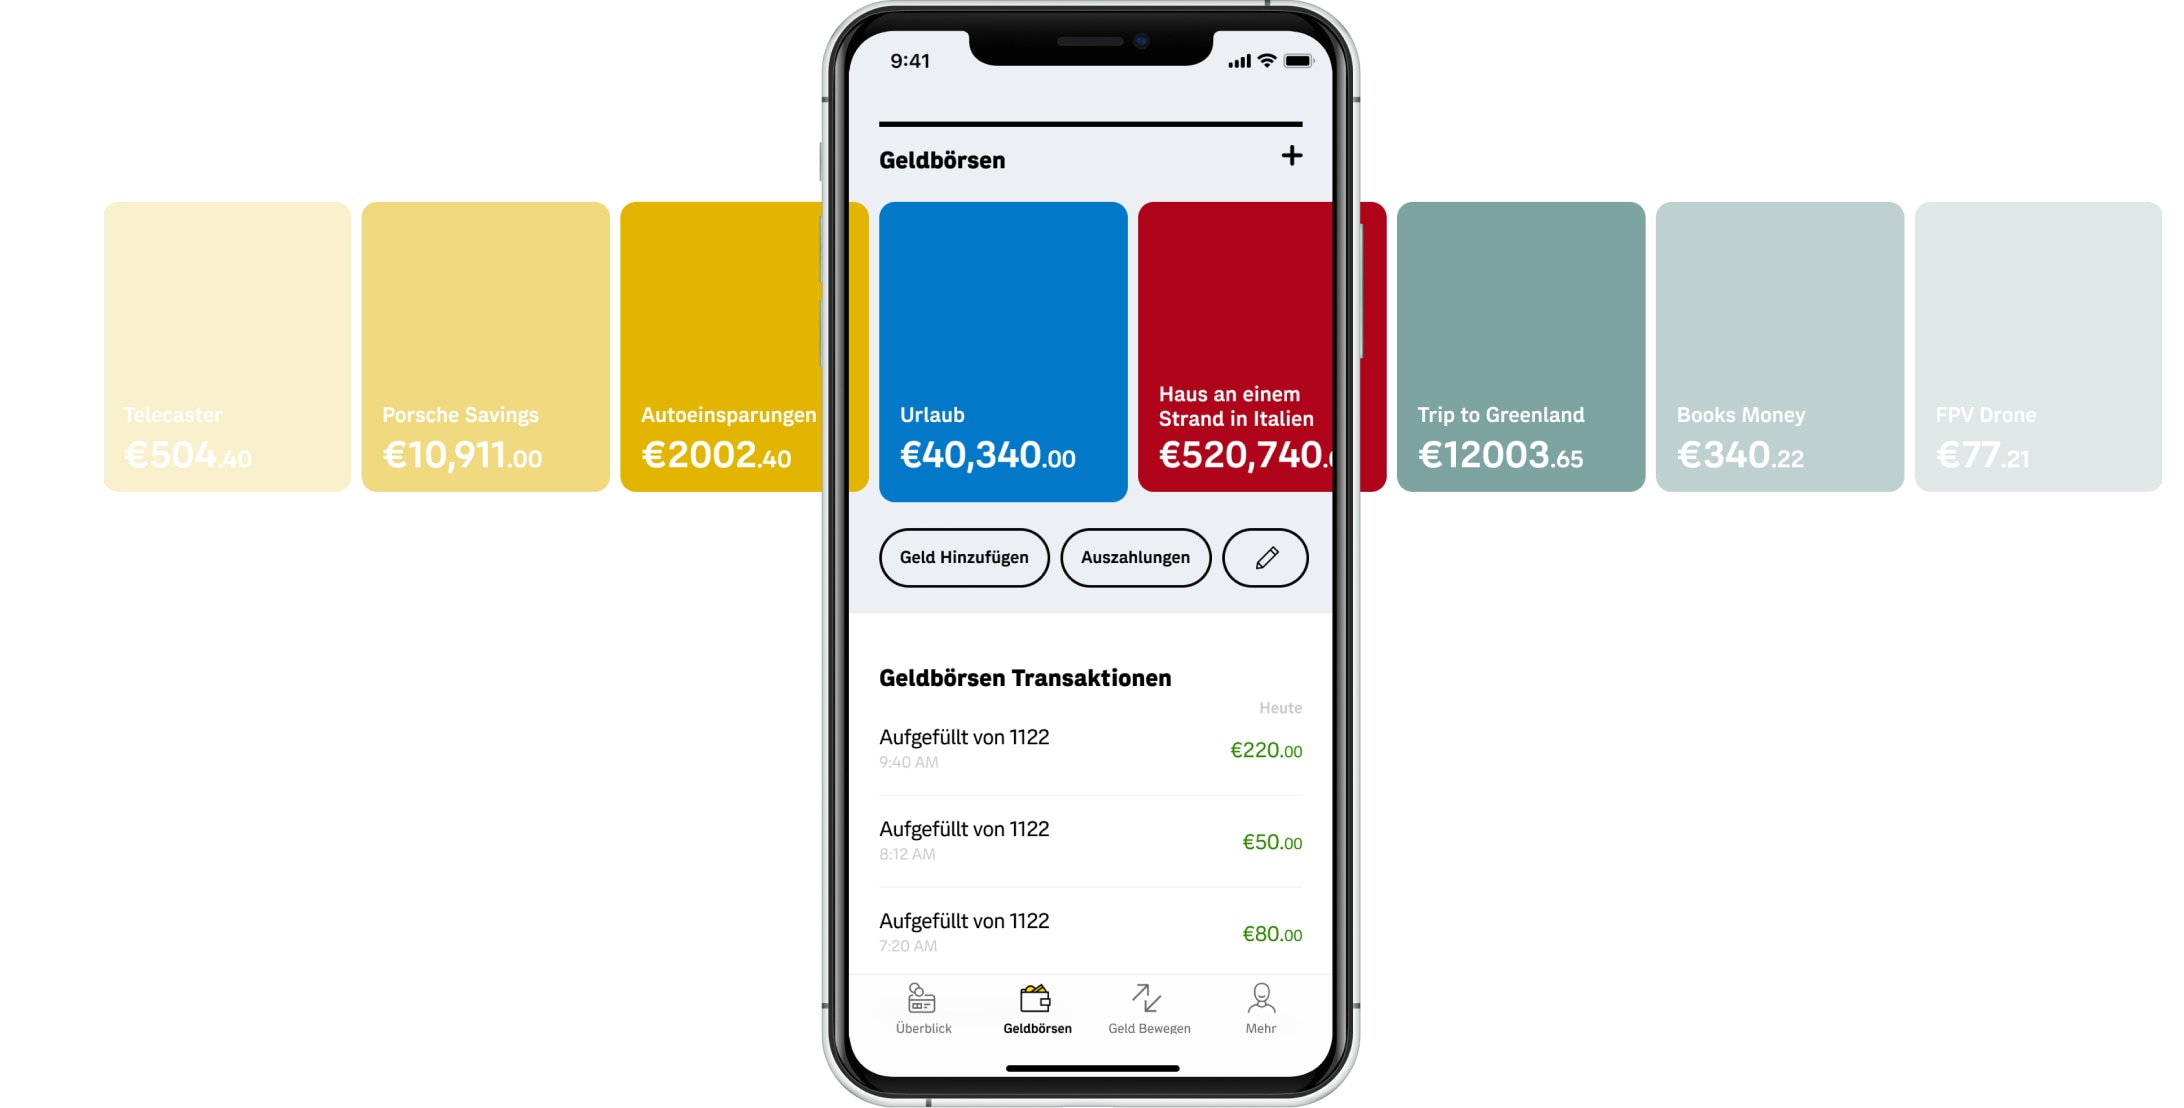 9:41
Geldbörsen
+
Telecaster
€504.40
Porsche Savings
€10,911.00
Autoeinsparungen
€2002.40
Urlaub
€40,340.00
Haus an einem
Strand in Italien
€520,740.
Trip to Greenland
€12003.65
Books Money
€340.22
FPV Drone
€77.21
Geld Hinzufügen
Auszahlungen
Geldbörsen Transaktionen
Heute
Aufgefüllt von 1122
€220.00
9:40 AM
Aufgefüllt von 1122
€50.00
8:12 AM
Aufgefüllt von 1122
€80.00
7:20 AM
Überblick
Geldbörsen
Geld Bewegen
Mehr